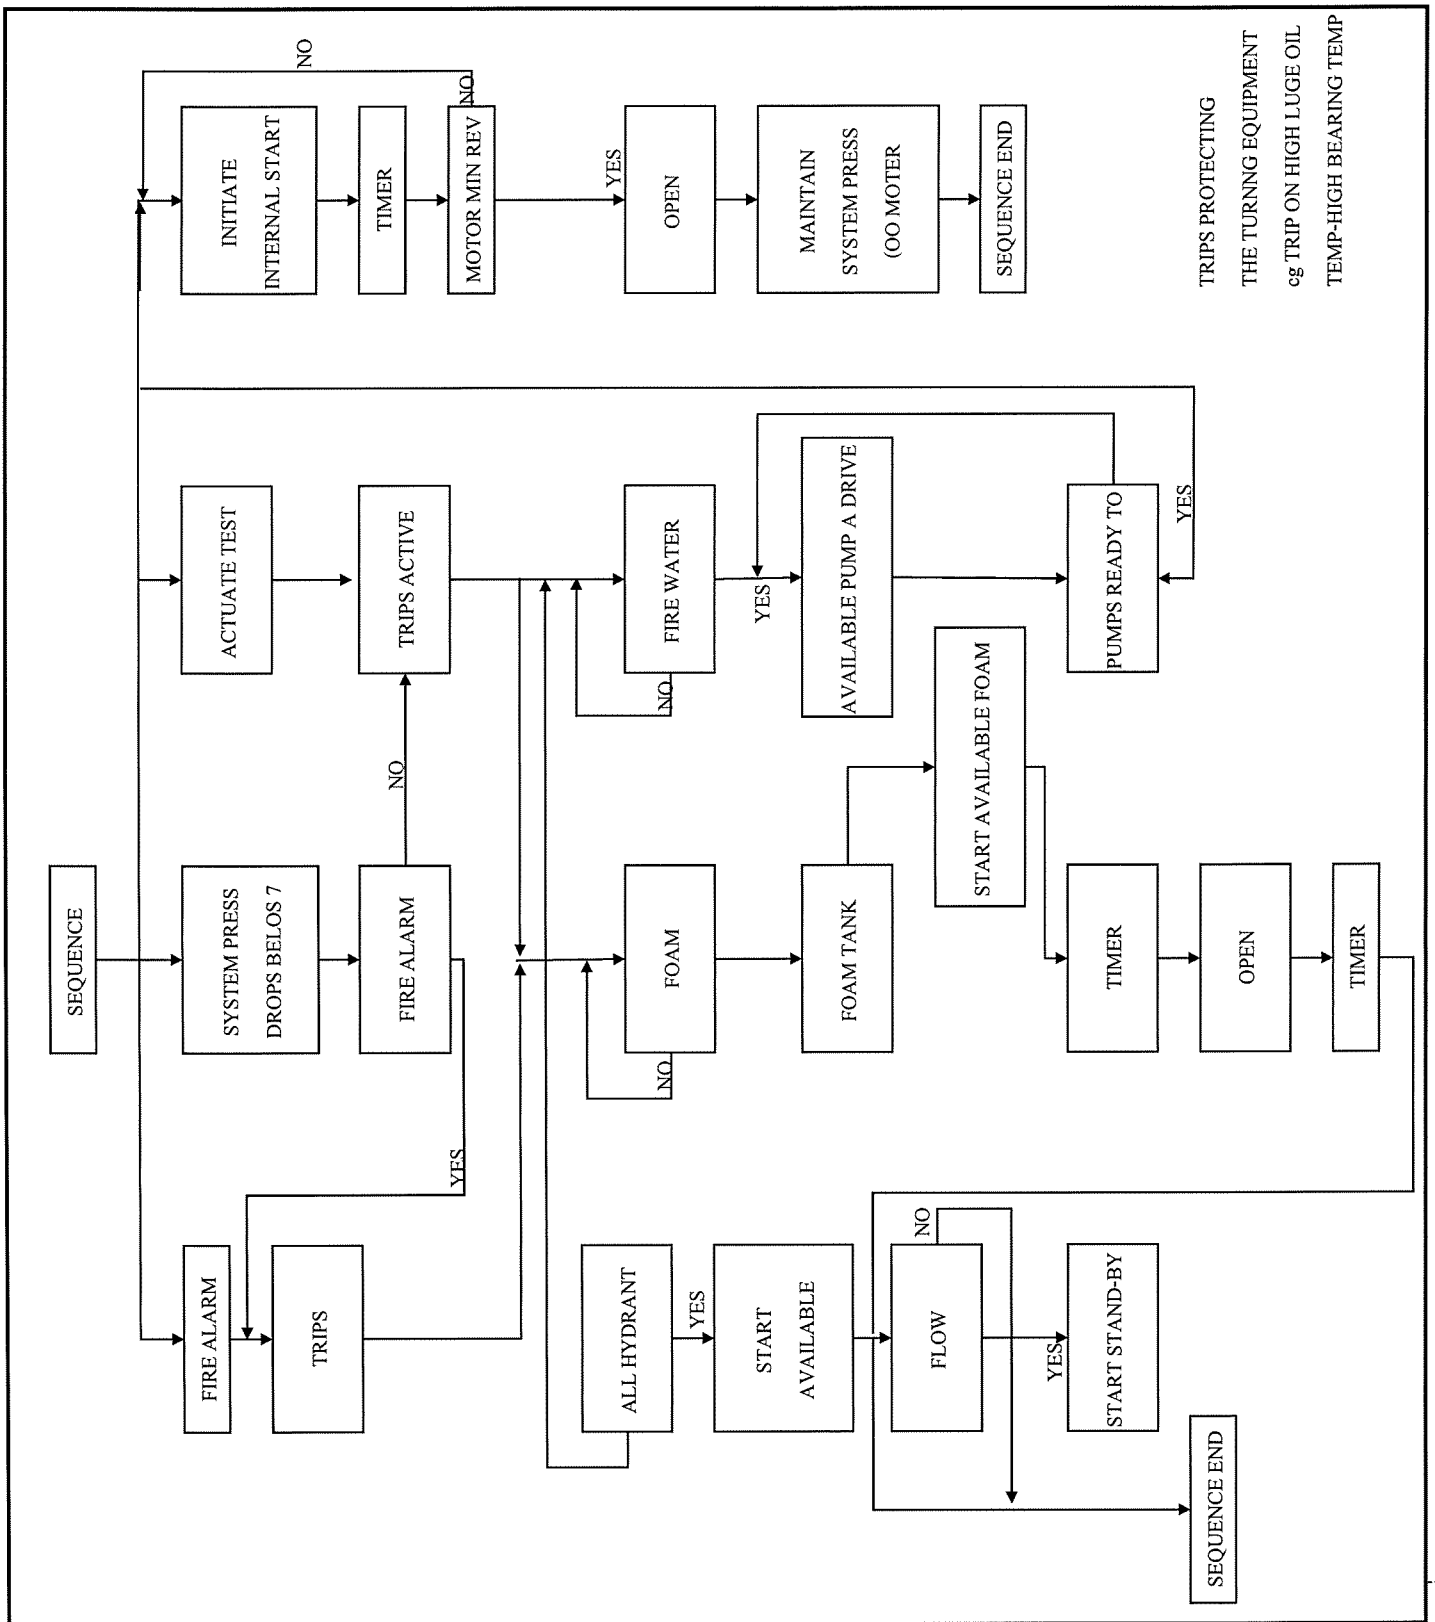 SEQUENCE
FIRE ALARM
SYSTEM PRESS
DROPS BELOS 7
ACTUATE TEST
INITIATE
INTERNAL START
NO
TRIPS
YES
FIRE ALARM
NO
TRIPS ACTIVE
TIMER
MOTOR MIN REV
NO
ALL HYDRANT
YES
FOAM
NO
FIRE WATER
NO
YES
OPEN
YES
START
AVAILABLE
FOAM TANK
AVAILABLE PUMP A DRIVE
MAINTAIN
SYSTEM PRESS
(OO MOTER
FLOW
NO
START AVAILABLE FOAM
SEQUENCE END
YES
START STAND-BY
TIMER
PUMPS READY TO
YES
SEQUENCE END
OPEN
TIMER
TRIPS PROTECTING
THE TURNNG EQUIPMENT
cg TRIP ON HIGH LUGE OIL
TEMP-HIGH BEARING TEMP